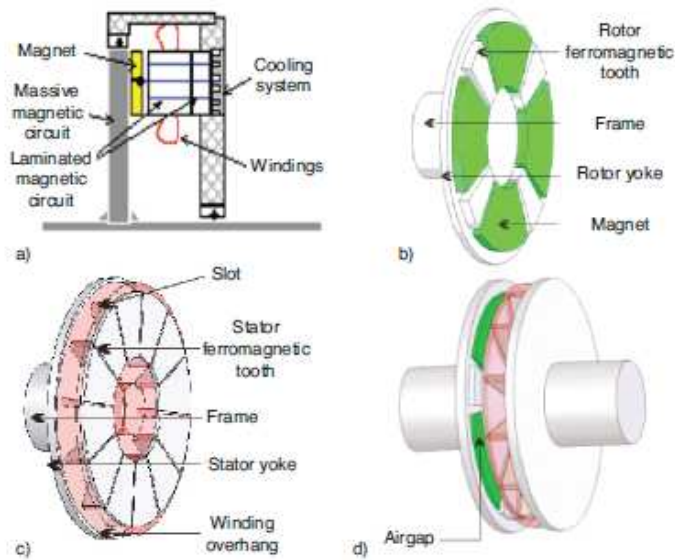 Magnet
Massive
magnetic
circuit
Laminated
magnetic
circuit
Cooling
system
Windings
a)
Rotor
ferromagnetic
tooth
Frame
Rotor yoke
Magnet
b)
Slot
Stator
ferromagnetic
tooth
Frame
Stator yoke
Winding
overhang
c)
Airgap
d)